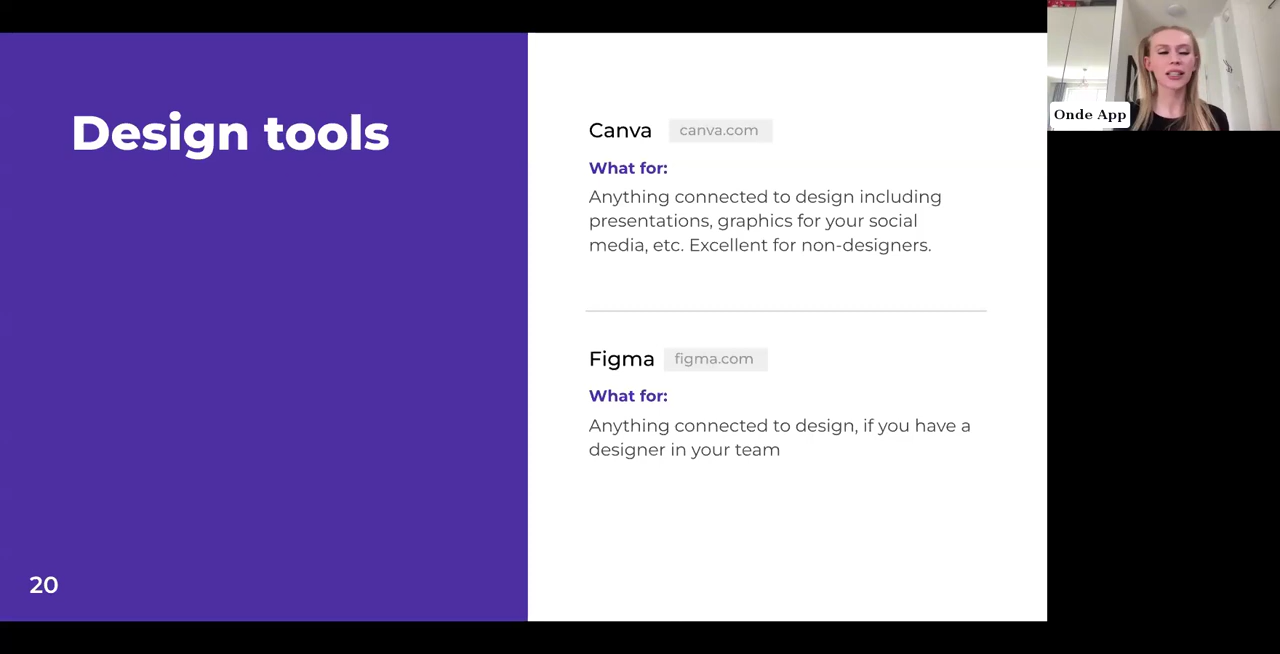 Design tools
Canva canva.com
What for:
Anything connected to design including
presentations, graphics for your social
media, etc. Excellent for non-designers.
Figma figma.com
What for:
Anything connected to design, if you have a
designer in your team
20
Onde App